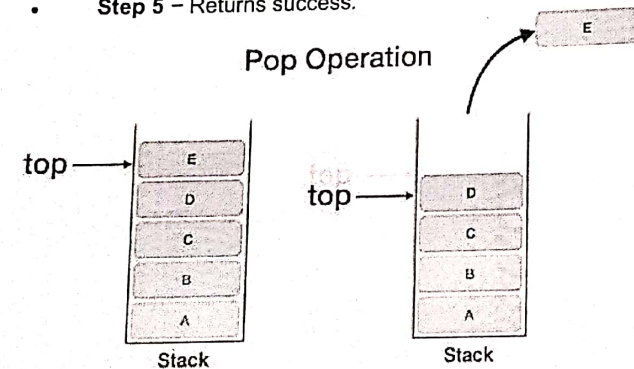 • Step 5 – Returns success.
E
Pop Operation
top
E
D
C
B
A
Stack
top
D
C
B
A
Stack